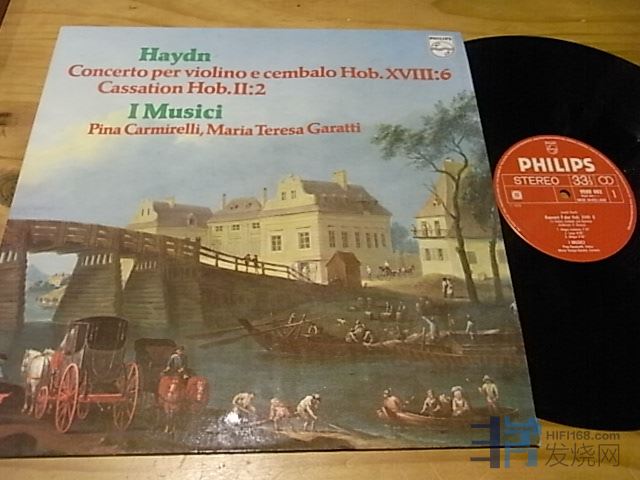 PHILIPS
Haydn
Concerto per violino e cembalo Hob. XVIII:6
Cassation Hob. II:2
I Musici
Pina Carmirelli, Maria Teresa Garatti
PHILIPS
STEREO 33⅓
1
I MUSICI
HIFI168.com
发烧网